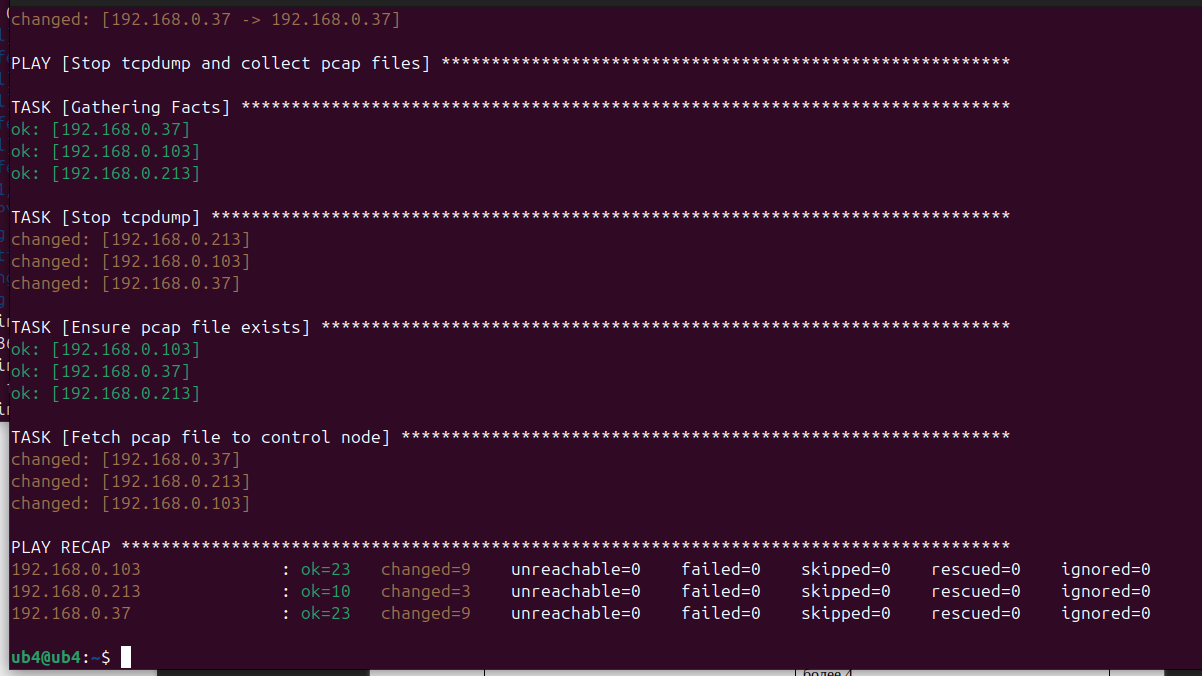 changed: [192.168.0.37 -> 192.168.0.37]
PLAY [Stop tcpdump and collect pcap files] *********************************************************
TASK [Gathering Facts] *****************************************************************************
ok: [192.168.0.37]
ok: [192.168.0.103]
ok: [192.168.0.213]
TASK [Stop tcpdump] ********************************************************************************
changed: [192.168.0.213]
changed: [192.168.0.103]
changed: [192.168.0.37]
TASK [Ensure pcap file exists] *********************************************************************
ok: [192.168.0.103]
ok: [192.168.0.37]
ok: [192.168.0.213]
TASK [Fetch pcap file to control node] *************************************************************
changed: [192.168.0.37]
changed: [192.168.0.213]
changed: [192.168.0.103]
PLAY RECAP *****************************************************************************************
192.168.0.103 : ok=23 changed=9 unreachable=0 failed=0 skipped=0 rescued=0 ignored=0
192.168.0.213 : ok=10 changed=3 unreachable=0 failed=0 skipped=0 rescued=0 ignored=0
192.168.0.37 : ok=23 changed=9 unreachable=0 failed=0 skipped=0 rescued=0 ignored=0
ub4@ub4:~$
более 4